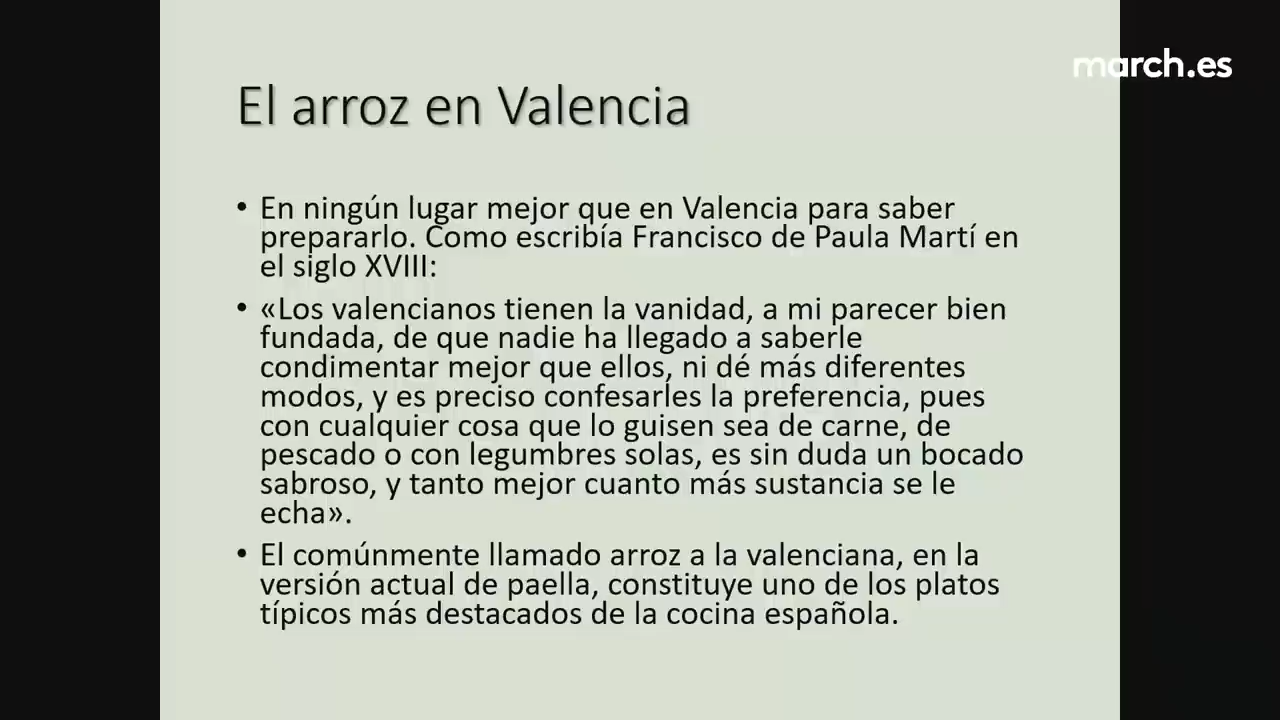 march.es
El arroz en Valencia
• En ningún lugar mejor que en Valencia para saber
prepararlo. Como escribía Francisco de Paula Martí en
el siglo XVIII:
• «Los valencianos tienen la vanidad, a mi parecer bien
fundada, de que nadie ha llegado a saberle
condimentar mejor que ellos, ni dé más diferentes
modos, y es preciso confesarles la preferencia, pues
con cualquier cosa que lo guisen sea de carne, de
pescado o con legumbres solas, es sin duda un bocado
sabroso, y tanto mejor cuanto más sustancia se le
echa».
• El comúnmente llamado arroz a la valenciana, en la
versión actual de paella, constituye uno de los platos
típicos más destacados de la cocina española.